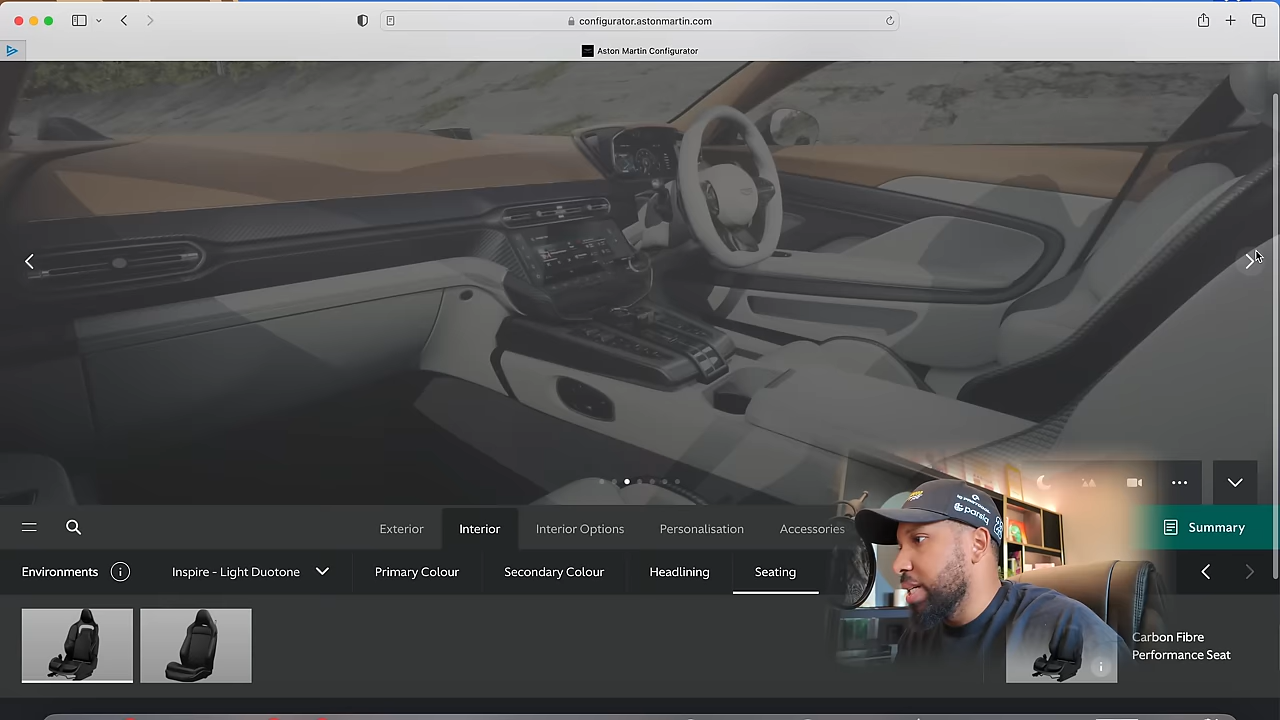 configurator.astonmartin.com
Aston Martin Configurator
Exterior
Interior
Interior Options
Personalisation
Accessories
Summary
Environments
Inspire - Light Duotone
Primary Colour
Secondary Colour
Headlining
Seating
parsiq
Carbon Fibre
Performance Seat